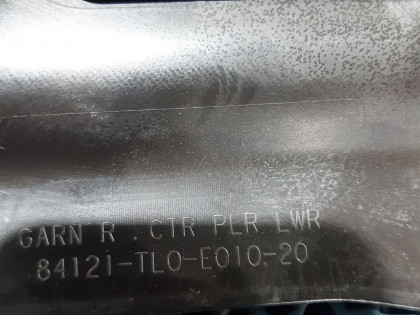 GARN R . CTR PLR LWR
84121-TL0-E010-20